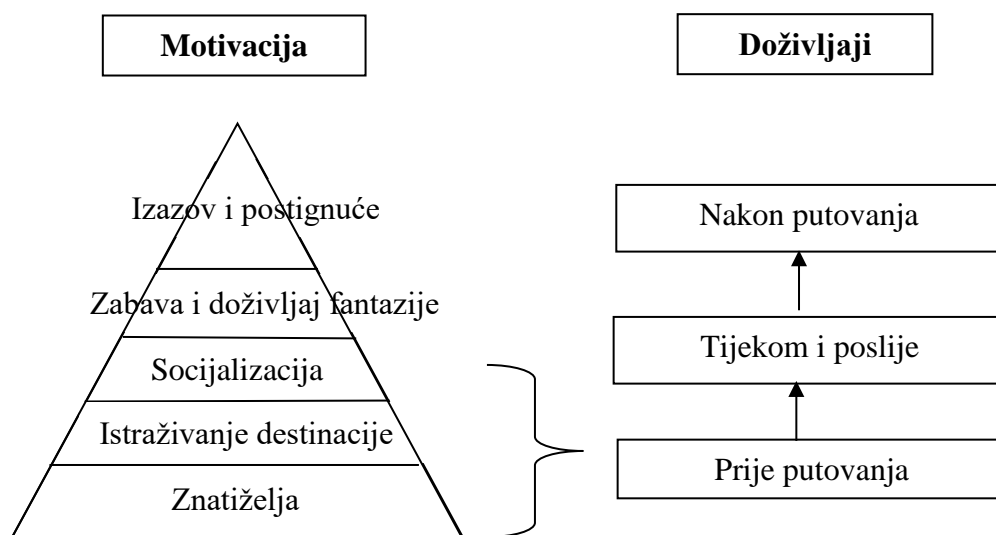 Motivacija
Doživljaji
Izazov i postignuće
Zabava i doživljaj fantazije
Socijalizacija
Istraživanje destinacije
Znatiželja
Nakon putovanja
Tijekom i poslije
Prije putovanja